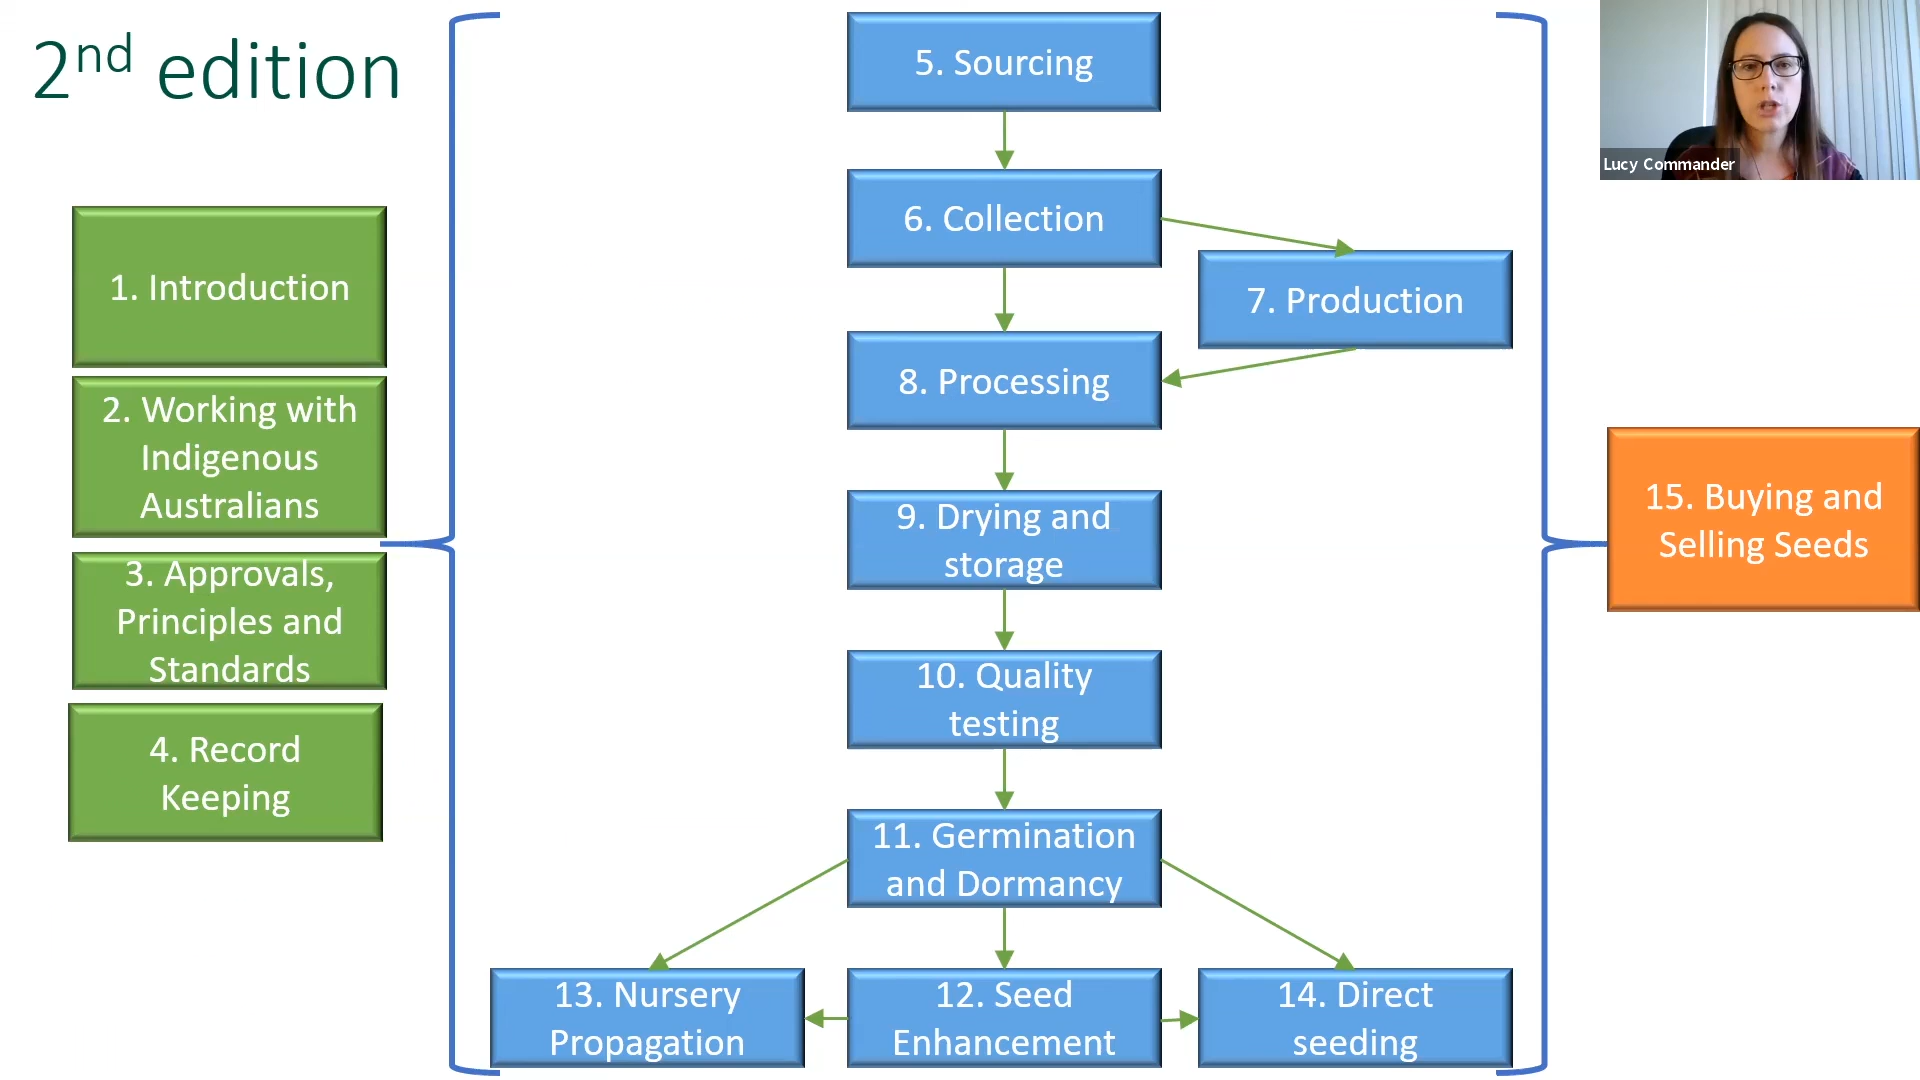 2nd edition
1. Introduction
2. Working with
Indigenous
Australians
3. Approvals,
Principles and
Standards
4. Record
Keeping
5. Sourcing
6. Collection
7. Production
8. Processing
9. Drying and
storage
10. Quality
testing
11. Germination
and Dormancy
13. Nursery
Propagation
12. Seed
Enhancement
14. Direct
seeding
15. Buying and
Selling Seeds
Lucy Commander